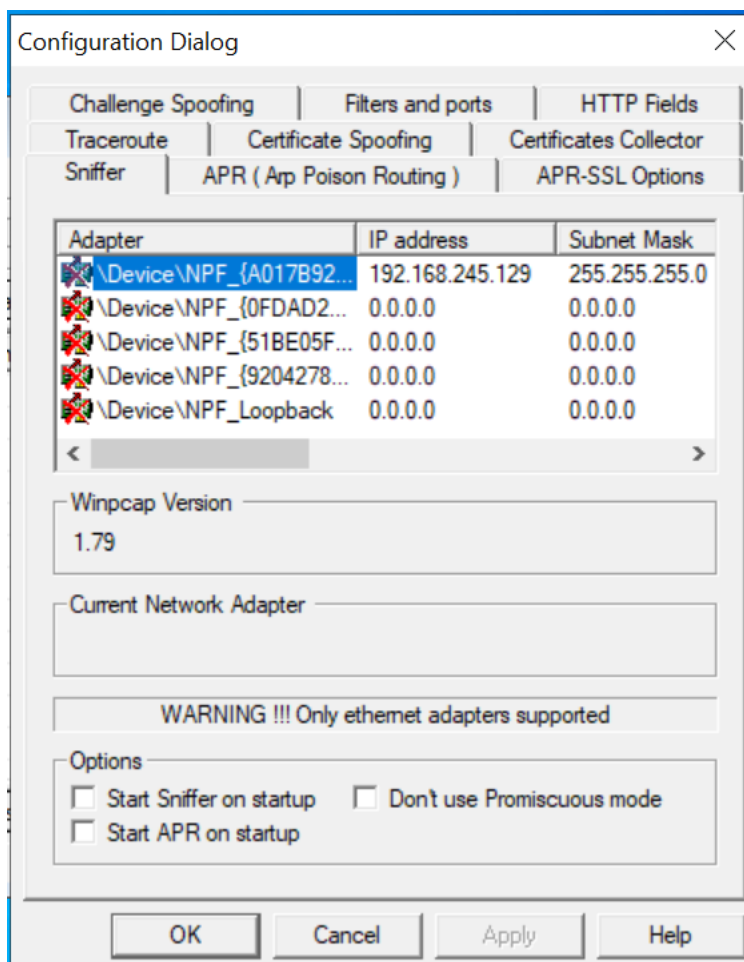 Configuration Dialog
Challenge Spoofing Filters and ports HTTP Fields
Traceroute Certificate Spoofing Certificates Collector
Sniffer APR ( Arp Poison Routing ) APR-SSL Options
Adapter IP address Subnet Mask
\Device\NPF_{A017B92... 192.168.245.129 255.255.255.0
\Device\NPF_{0FDAD2... 0.0.0.0 0.0.0.0
\Device\NPF_{51BE05F... 0.0.0.0 0.0.0.0
\Device\NPF_{9204278... 0.0.0.0 0.0.0.0
\Device\NPF_Loopback 0.0.0.0 0.0.0.0
Winpcap Version
1.79
Current Network Adapter
WARNING !!! Only ethernet adapters supported
Options
Start Sniffer on startup Don't use Promiscuous mode
Start APR on startup
OK Cancel Apply Help